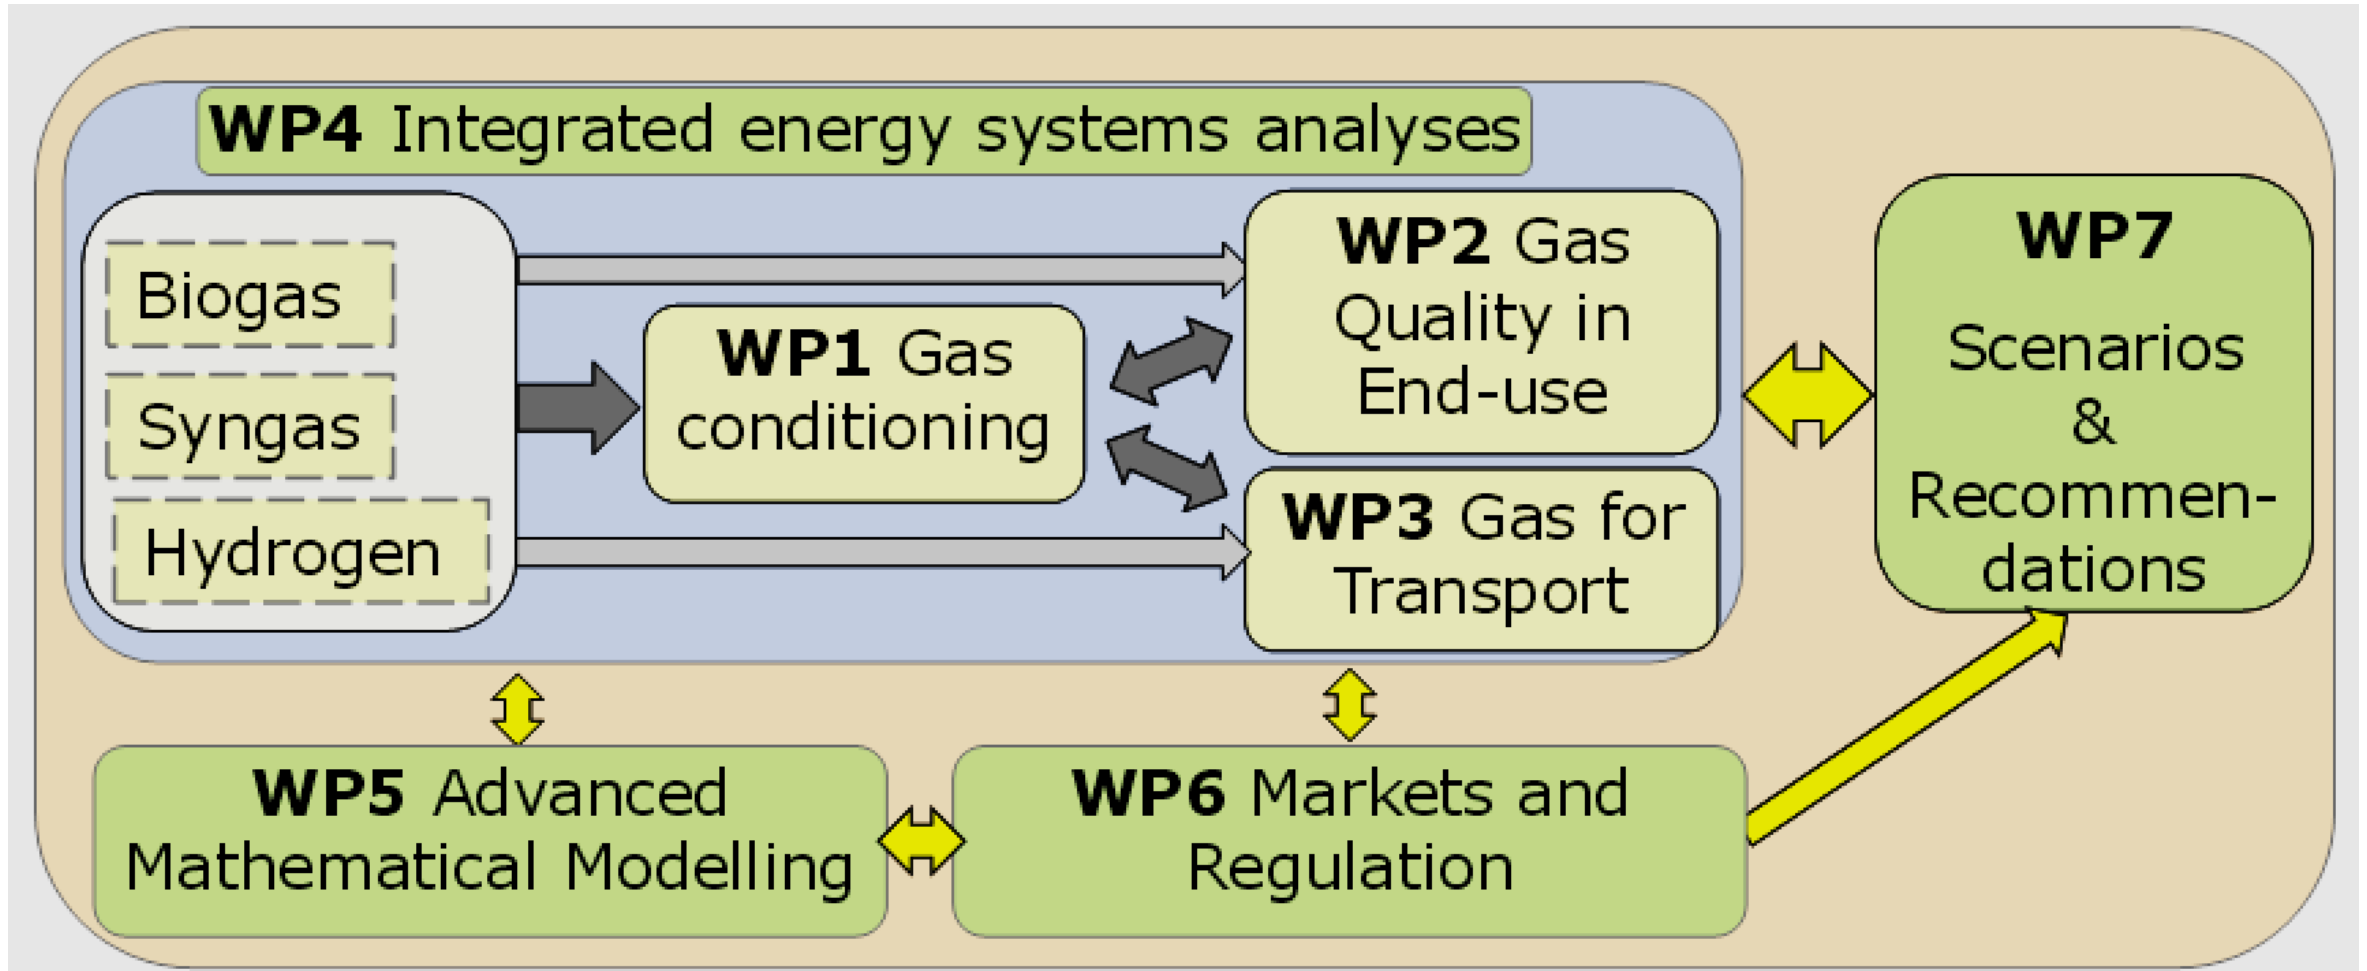 WP4 Integrated energy systems analyses
Biogas
Syngas
Hydrogen
WP1 Gas
conditioning
WP2 Gas
Quality in
End-use
WP3 Gas for
Transport
WP7
Scenarios
&
Recommen-
dations
WP5 Advanced
Mathematical Modelling
WP6 Markets and
Regulation